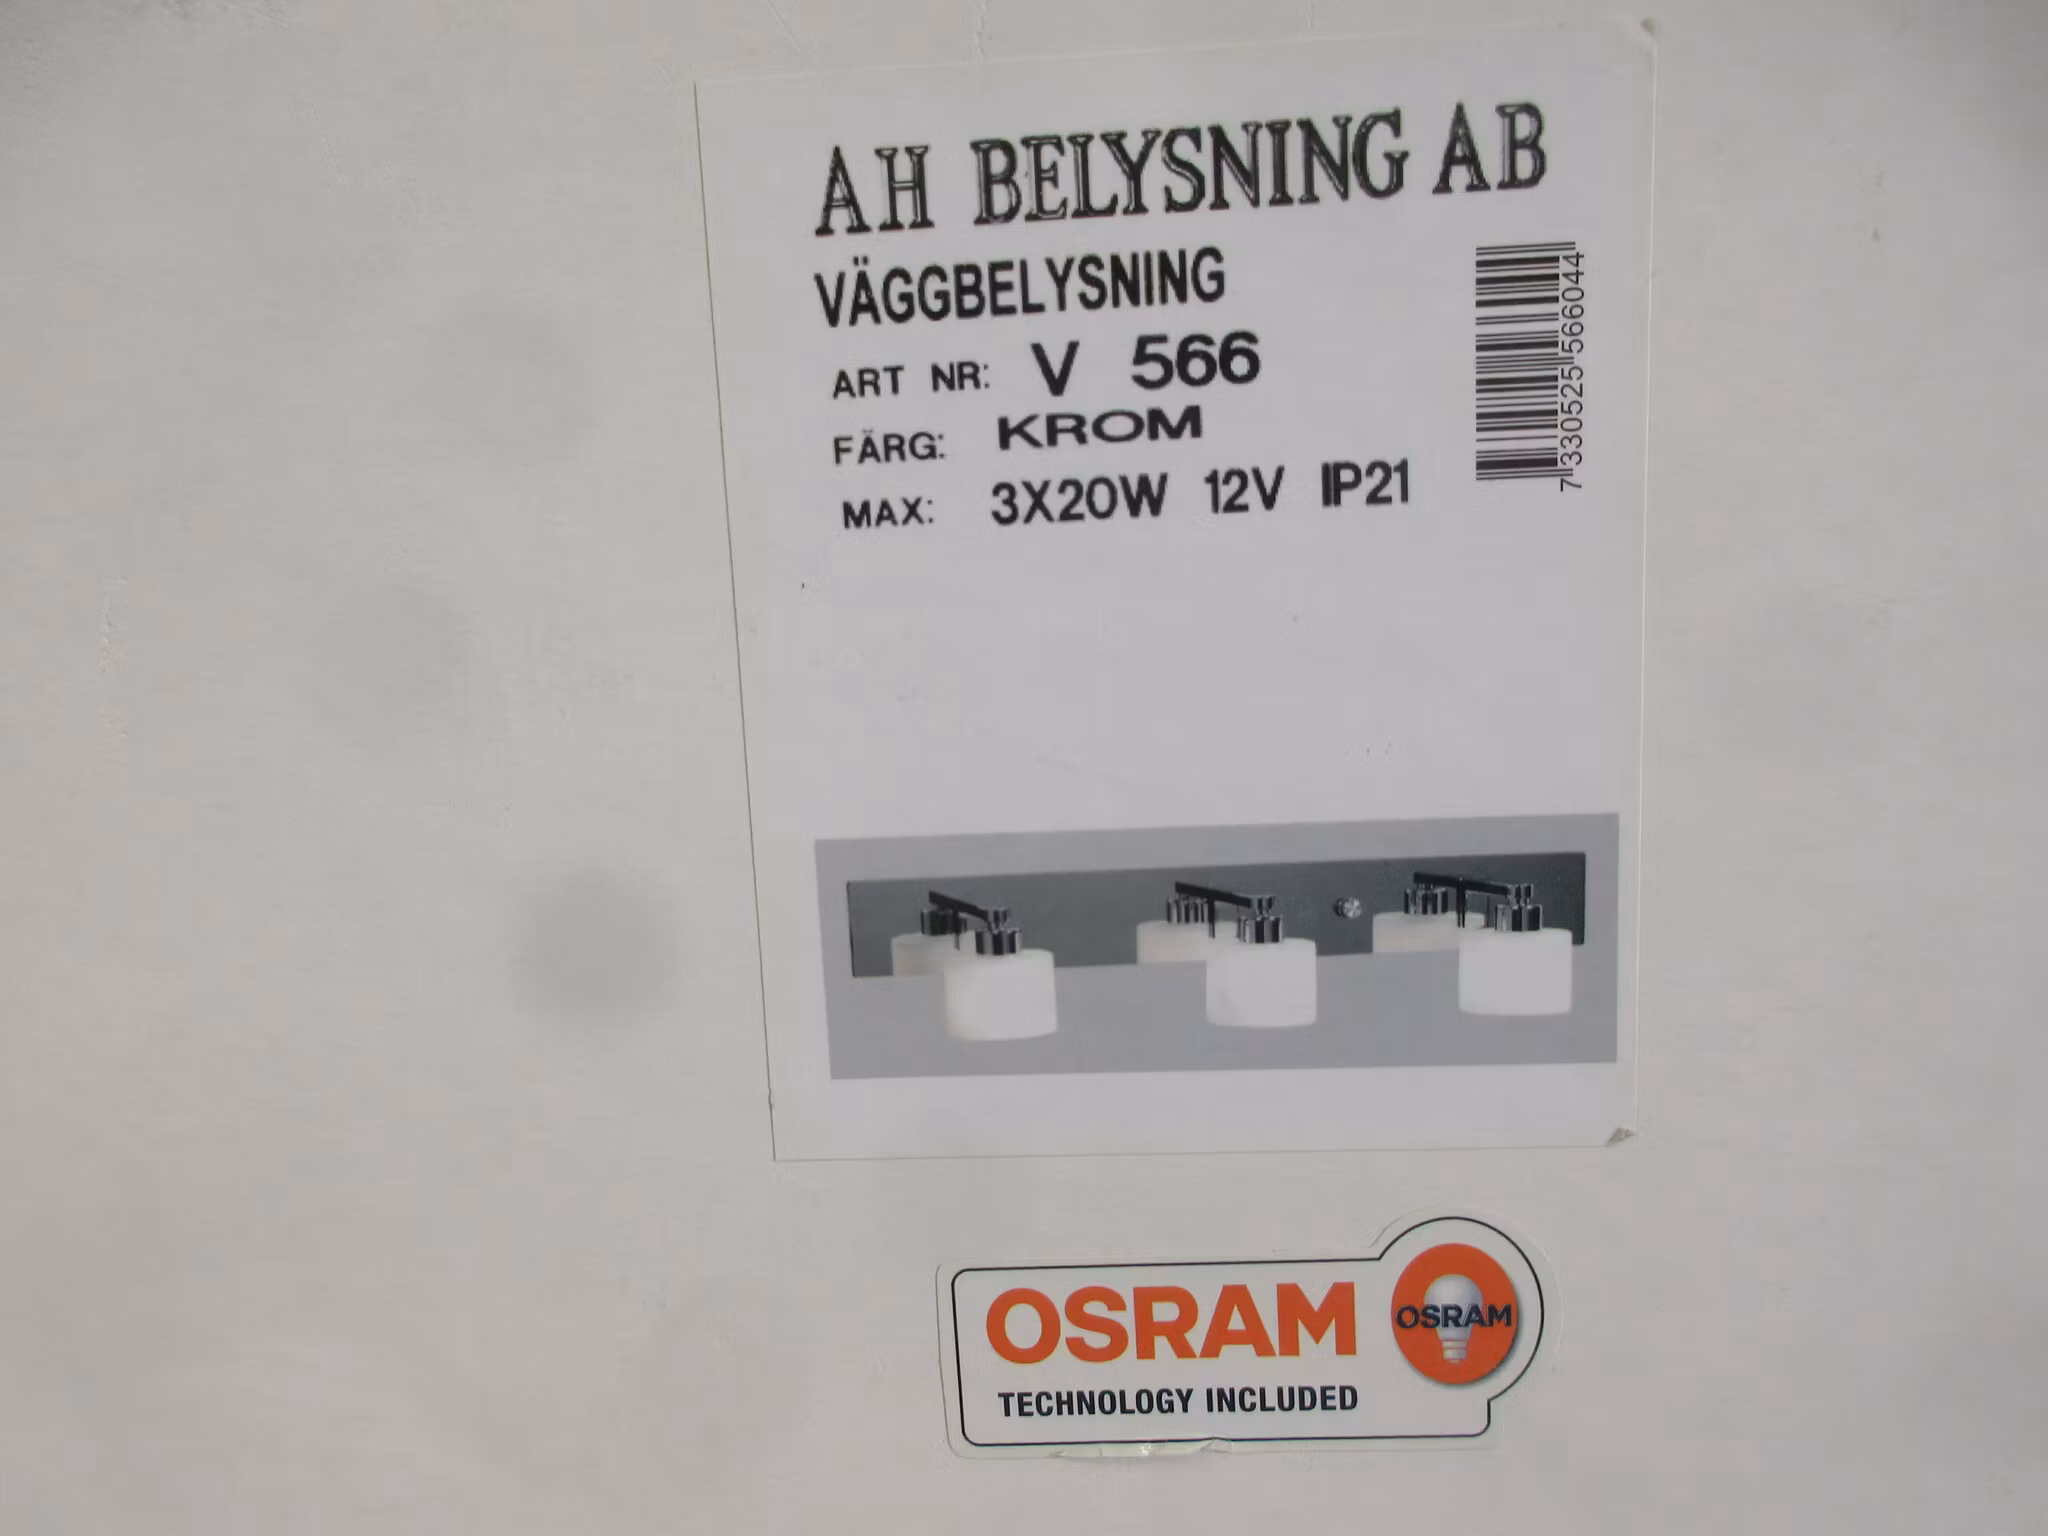 AH BELYSNING AB
VÄGGBELYSNING
ART NR: V 566
FÄRG: KROM
MAX: 3X20W 12V IP21
7330525566044
OSRAM
OSRAM
TECHNOLOGY INCLUDED